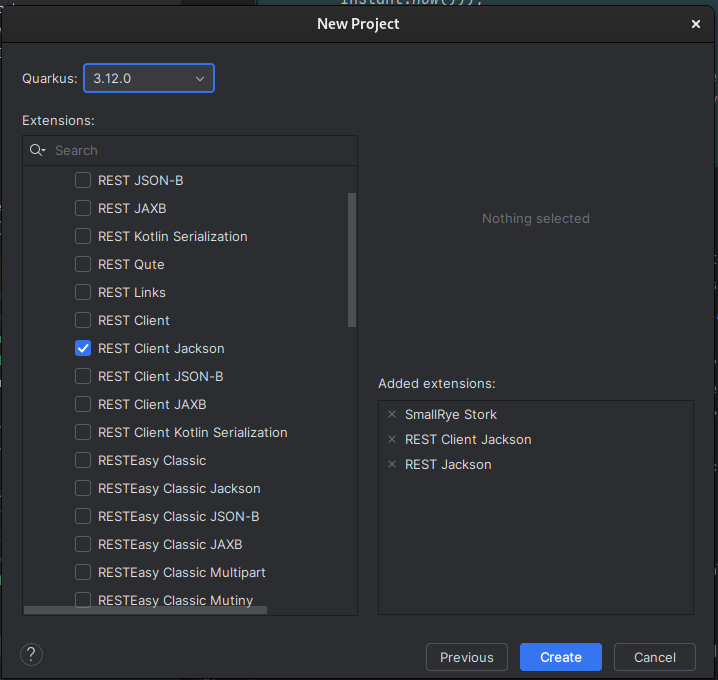 Instant.now()));
New Project
Quarkus: 3.12.0
Extensions:
Search
REST JSON-B
REST JAXB
REST Kotlin Serialization
REST Qute
REST Links
REST Client
REST Client Jackson
REST Client JSON-B
REST Client JAXB
REST Client Kotlin Serialization
RESTEasy Classic
RESTEasy Classic Jackson
RESTEasy Classic JSON-B
RESTEasy Classic JAXB
RESTEasy Classic Multipart
RESTEasy Classic Mutiny
Nothing selected
Added extensions:
SmallRye Stork
REST Client Jackson
REST Jackson
?
Previous
Create
Cancel